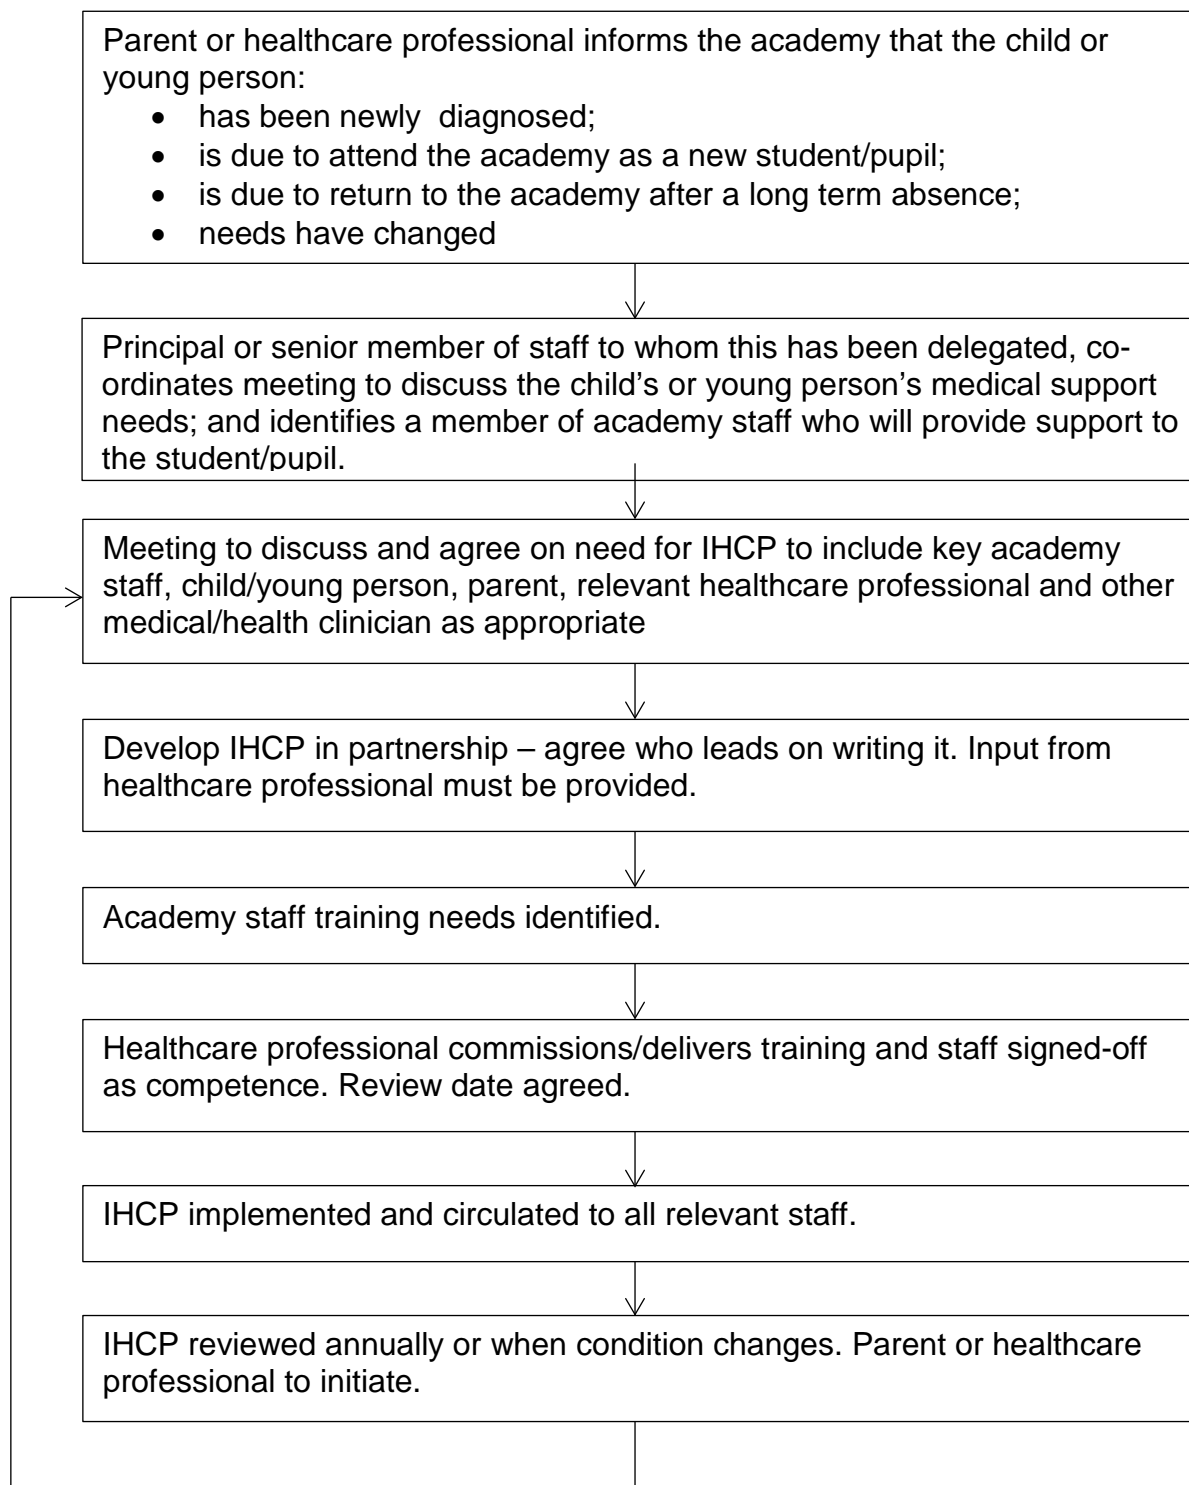 Parent or healthcare professional informs the academy that the child or
young person:
• has been newly  diagnosed;
• is due to attend the academy as a new student/pupil;
• is due to return to the academy after a long term absence;
• needs have changed
Principal or senior member of staff to whom this has been delegated, co-
ordinates meeting to discuss the child’s or young person’s medical support
needs; and identifies a member of academy staff who will provide support to
the student/pupil.
Meeting to discuss and agree on need for IHCP to include key academy
staff, child/young person, parent, relevant healthcare professional and other
medical/health clinician as appropriate
Develop IHCP in partnership – agree who leads on writing it. Input from
healthcare professional must be provided.
Academy staff training needs identified.
Healthcare professional commissions/delivers training and staff signed-off
as competence. Review date agreed.
IHCP implemented and circulated to all relevant staff.
IHCP reviewed annually or when condition changes. Parent or healthcare
professional to initiate.